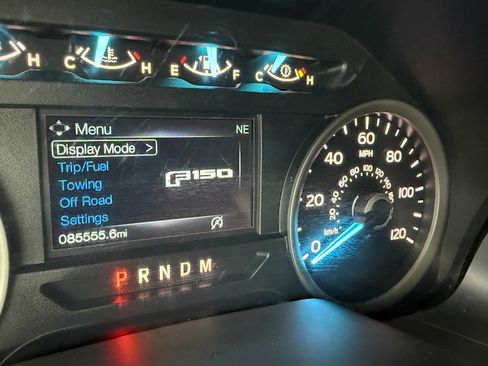 H
C H
E F
C H
Menu NE
Display Mode >
Trip/Fuel
Towing
Off Road
Settings
F150
085555.6mi
P R N D M
0 20 40 60 80 100 120
MPH
km/h